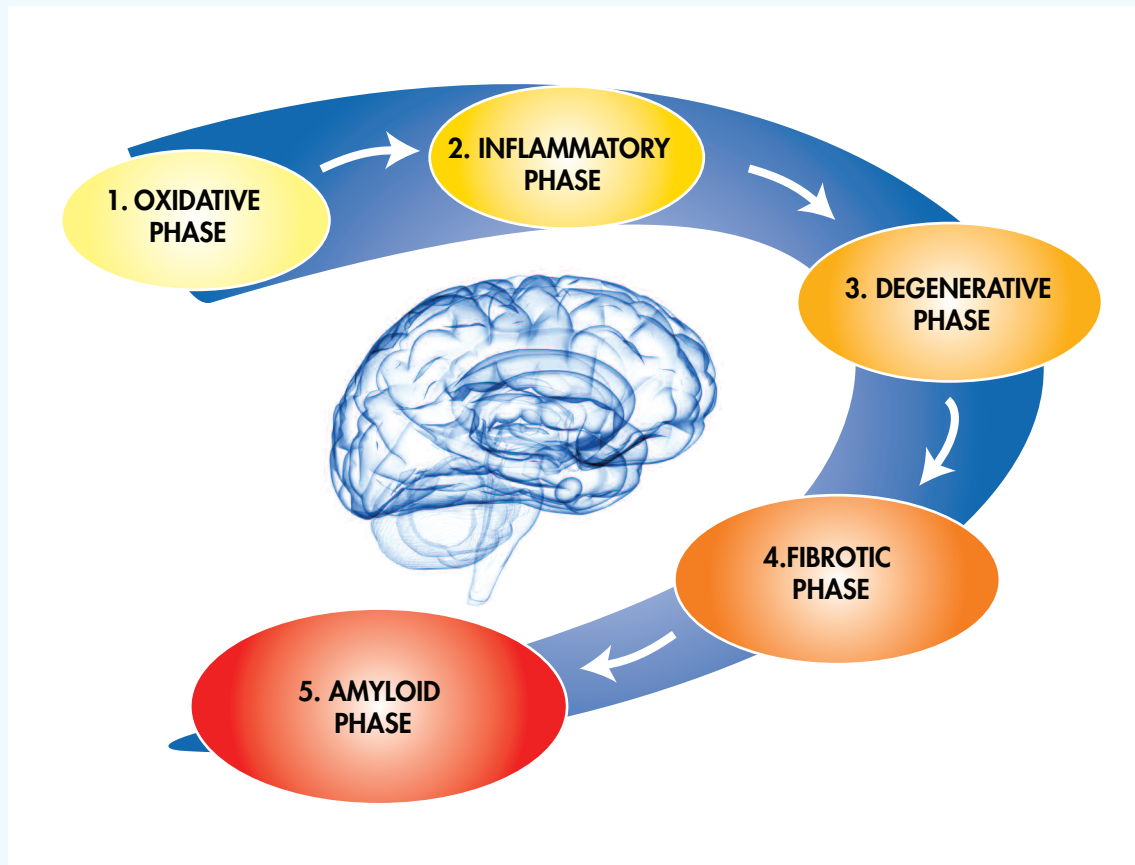 1. OXIDATIVE
PHASE
2. INFLAMMATORY
PHASE
3. DEGENERATIVE
PHASE
4.FIBROTIC
PHASE
5. AMYLOID
PHASE